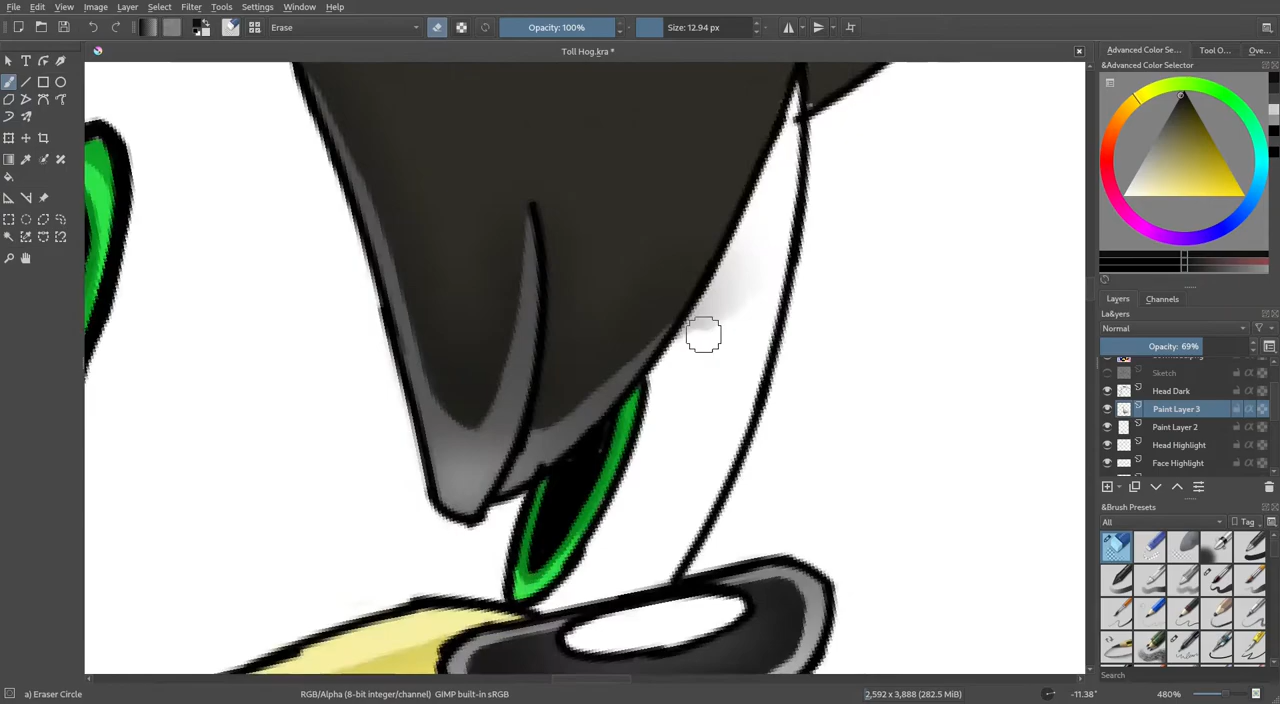 File Edit View Image Layer Select Filter Tools Settings Window Help
Erase Opacity: 100% Size: 12.94 px
Toll Hog.kra *
Advanced Color Se... Tool O... Ove...
&Advanced Color Selector
Layers Channels
La&yers
Normal
Opacity: 69%
Sketch
Head Dark
Paint Layer 3
Paint Layer 2
Head Highlight
Face Highlight
&Brush Presets
All Tag
Search
a) Eraser Circle RGB/Alpha (8-bit integer/channel) GIMP built-in sRGB 2,592 x 3,888 (282.5 MiB) -11.38° 480%